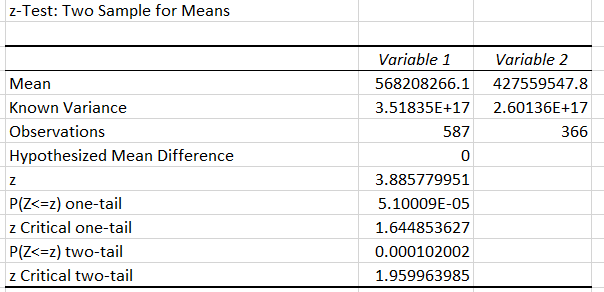 z-Test: Two Sample for Means
Variable 1 Variable 2
Mean 568208266.1 427559547.8
Known Variance 3.51835E+17 2.60136E+17
Observations 587 366
Hypothesized Mean Difference 0
z 3.885779951
P(Z<=z) one-tail 5.10009E-05
z Critical one-tail 1.644853627
P(Z<=z) two-tail 0.000102002
z Critical two-tail 1.959963985